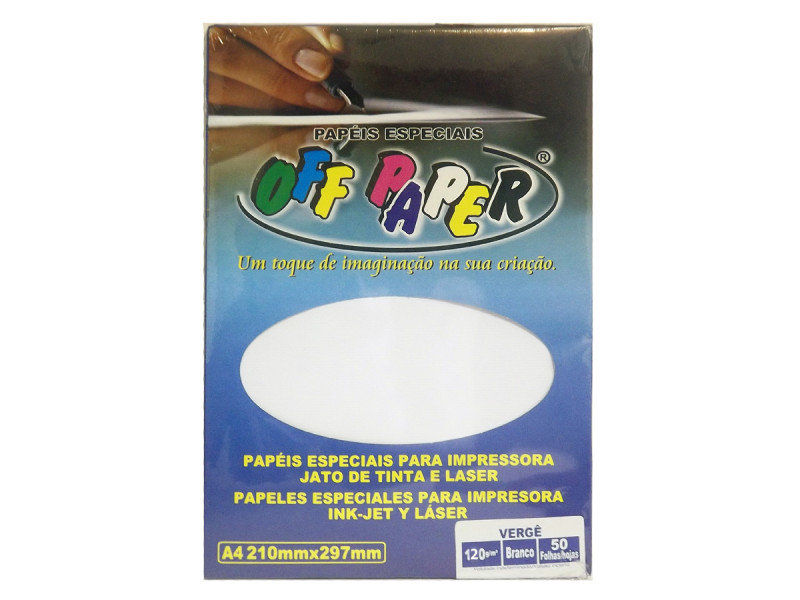 PAPÉIS ESPECIAIS
OFF PAPER ®
Um toque de imaginação na sua criação.
PAPÉIS ESPECIAIS PARA IMPRESSORA
JATO DE TINTA E LASER
PAPELES ESPECIALES PARA IMPRESORA
INK-JET Y LÁSER
A4 210mmx297mm
VERGÊ
120g/m² Branco 50 Folhas/hojas